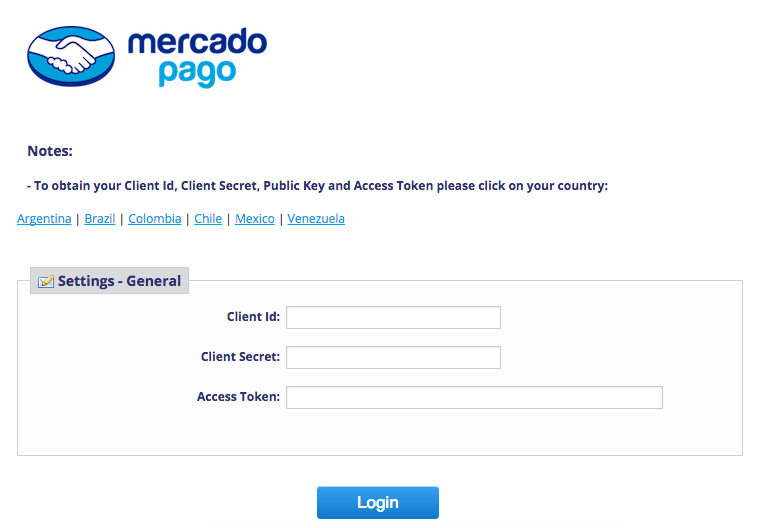 mercado
pago
Notes:
- To obtain your Client Id, Client Secret, Public Key and Access Token please click on your country:
Argentina | Brazil | Colombia | Chile | Mexico | Venezuela
Settings - General
Client Id:
Client Secret:
Access Token:
Login